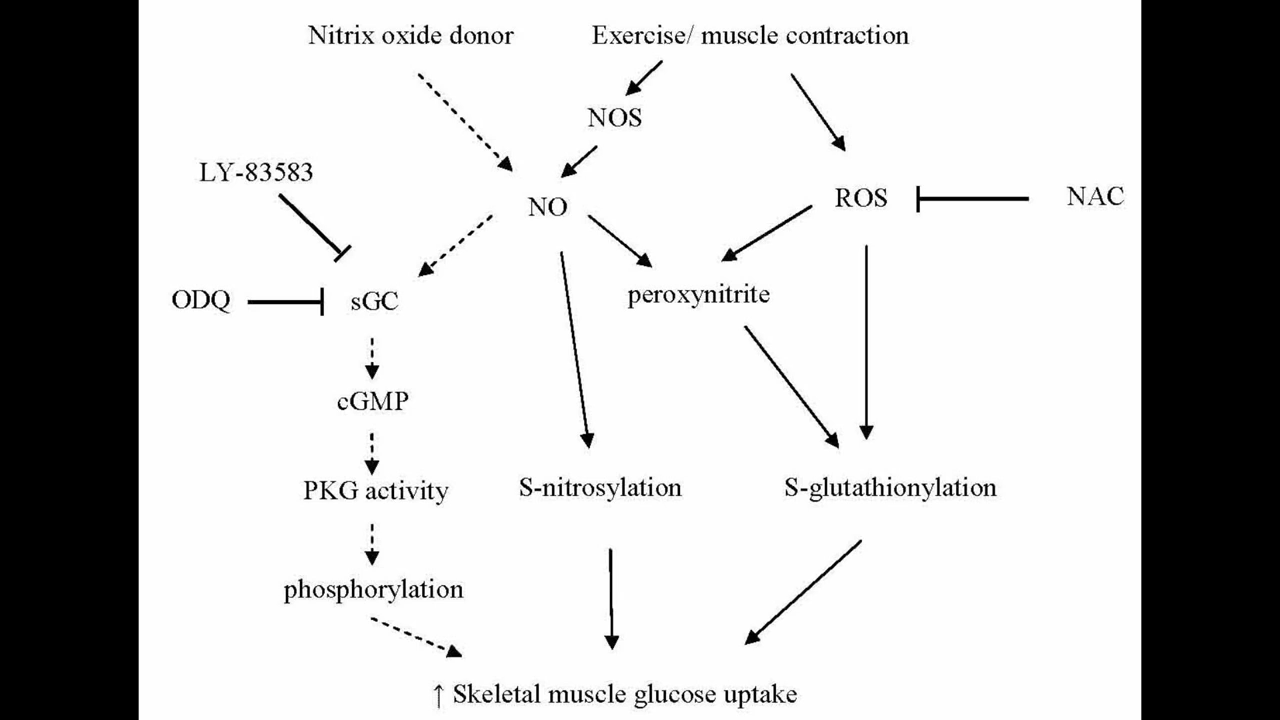 Nitrix oxide donor
Exercise/ muscle contraction
NOS
LY-83583
NO
ROS
NAC
ODQ
sGC
peroxynitrite
cGMP
PKG activity
S-nitrosylation
S-glutathionylation
phosphorylation
↑ Skeletal muscle glucose uptake